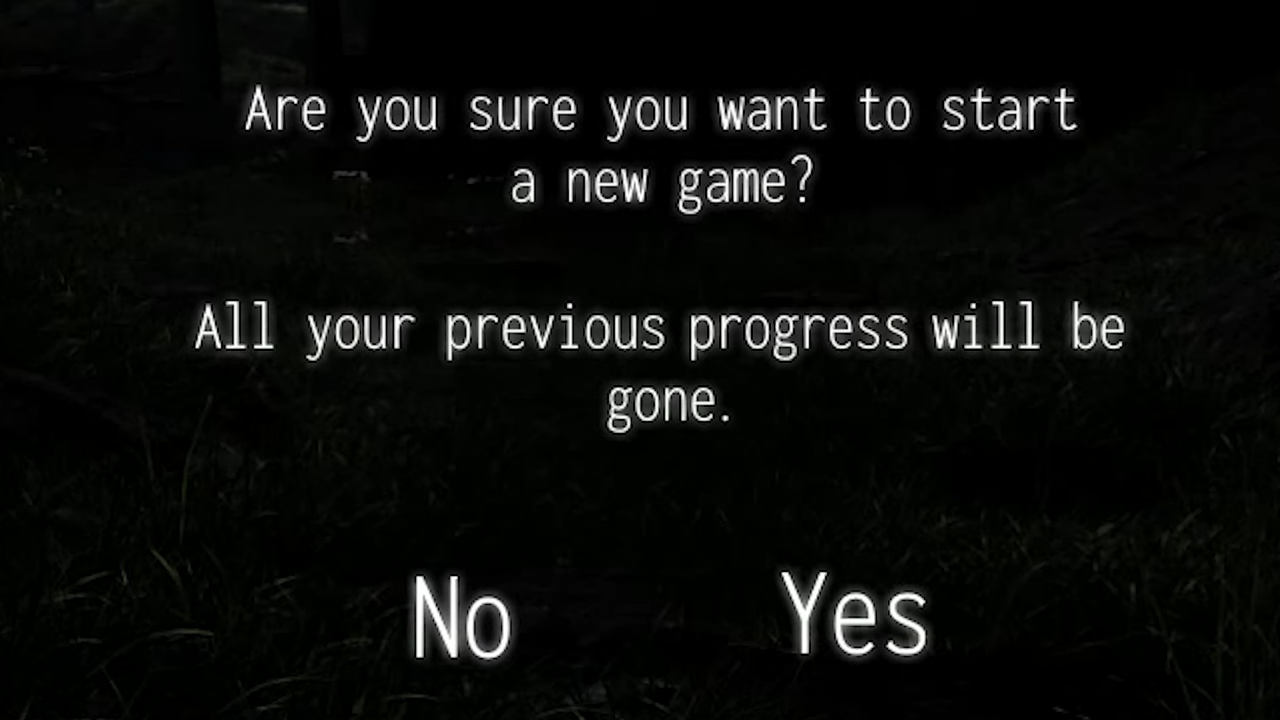 Are you sure you want to start
a new game?
All your previous progress will be
gone.
No Yes